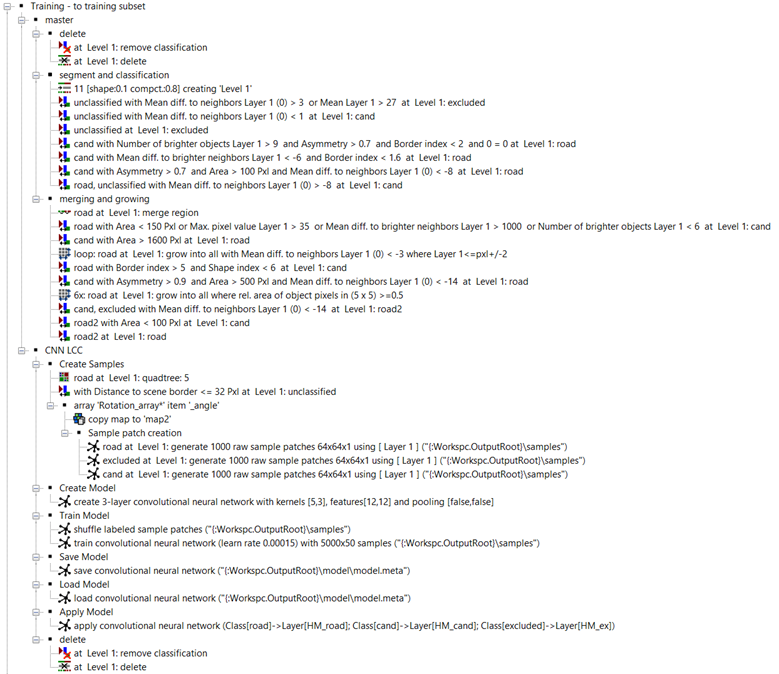 Training - to training subset
master
delete
at Level 1: remove classification
at Level 1: delete
segment and classification
11 [shape:0.1 compct.:0.8] creating 'Level 1'
unclassified with Mean diff. to neighbors Layer 1 (0) > 3 or Mean Layer 1 > 27 at Level 1: excluded
unclassified with Mean diff. to neighbors Layer 1 (0) < 1 at Level 1: cand
unclassified at Level 1: excluded
cand with Number of brighter objects Layer 1 > 9 and Asymmetry > 0.7 and Border index < 2 and 0 = 0 at Level 1: road
cand with Mean diff. to brighter neighbors Layer 1 < -6 and Border index < 1.6 at Level 1: road
cand with Asymmetry > 0.7 and Area > 100 Pxl and Mean diff. to neighbors Layer 1 (0) < -8 at Level 1: road
road, unclassified with Mean diff. to neighbors Layer 1 (0) > -8 at Level 1: cand
merging and growing
road at Level 1: merge region
road with Area < 150 Pxl or Max. pixel value Layer 1 > 35 or Mean diff. to brighter neighbors Layer 1 > 1000 or Number of brighter objects Layer 1 < 6 at Level 1: cand
cand with Area > 1600 Pxl at Level 1: road
loop: road at Level 1: grow into all with Mean diff. to neighbors Layer 1 (0) < -3 where Layer 1<=pxl+/-2
road with Border index > 5 and Shape index < 6 at Level 1: cand
cand with Asymmetry > 0.9 and Area > 500 Pxl and Mean diff. to neighbors Layer 1 (0) < -14 at Level 1: road
6x: road at Level 1: grow into all where rel. area of object pixels in (5 x 5) >=0.5
cand, excluded with Mean diff. to neighbors Layer 1 (0) < -14 at Level 1: road2
road2 with Area < 100 Pxl at Level 1: cand
road2 at Level 1: road
CNN LCC
Create Samples
road at Level 1: quadtree: 5
with Distance to scene border <= 32 Pxl at Level 1: unclassified
array 'Rotation_array*' item '_angle'
copy map to 'map2'
Sample patch creation
road at Level 1: generate 1000 raw sample patches 64x64x1 using [ Layer 1 ] ("{:Workspc.OutputRoot}\samples")
excluded at Level 1: generate 1000 raw sample patches 64x64x1 using [ Layer 1 ] ("{:Workspc.OutputRoot}\samples")
cand at Level 1: generate 1000 raw sample patches 64x64x1 using [ Layer 1 ] ("{:Workspc.OutputRoot}\samples")
Create Model
create 3-layer convolutional neural network with kernels [5,3], features[12,12] and pooling [false,false]
Train Model
shuffle labeled sample patches ("{:Workspc.OutputRoot}\samples")
train convolutional neural network (learn rate 0.00015) with 5000x50 samples ("{:Workspc.OutputRoot}\samples")
Save Model
save convolutional neural network ("{:Workspc.OutputRoot}\model\model.meta")
Load Model
load convolutional neural network ("{:Workspc.OutputRoot}\model\model.meta")
Apply Model
apply convolutional neural network (Class[road]->Layer[HM_road]; Class[cand]->Layer[HM_cand]; Class[excluded]->Layer[HM_ex])
delete
at Level 1: remove classification
at Level 1: delete